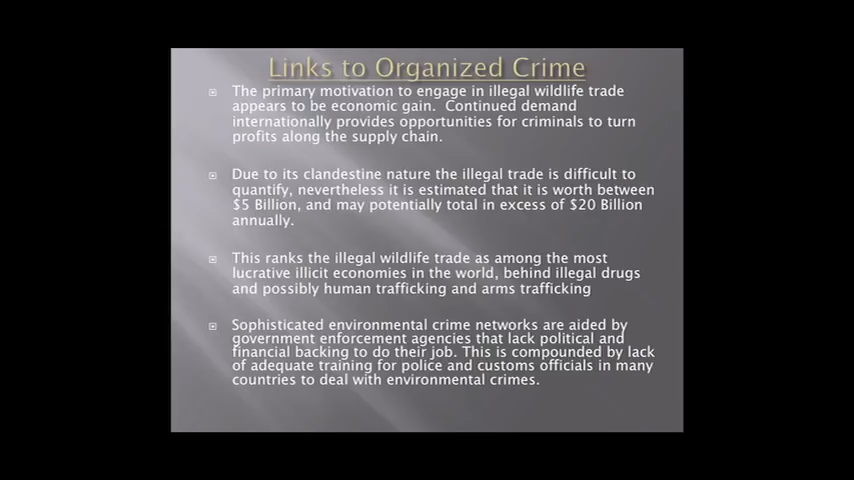 Links to Organized Crime
The primary motivation to engage in illegal wildlife trade
appears to be economic gain. Continued demand
internationally provides opportunities for criminals to turn
profits along the supply chain.
Due to its clandestine nature the illegal trade is difficult to
quantify, nevertheless it is estimated that it is worth between
$5 Billion, and may potentially total in excess of $20 Billion
annually.
This ranks the illegal wildlife trade as among the most
lucrative illicit economies in the world, behind illegal drugs
and possibly human trafficking and arms trafficking
Sophisticated environmental crime networks are aided by
government enforcement agencies that lack political and
financial backing to do their job. This is compounded by lack
of adequate training for police and customs officials in many
countries to deal with environmental crimes.